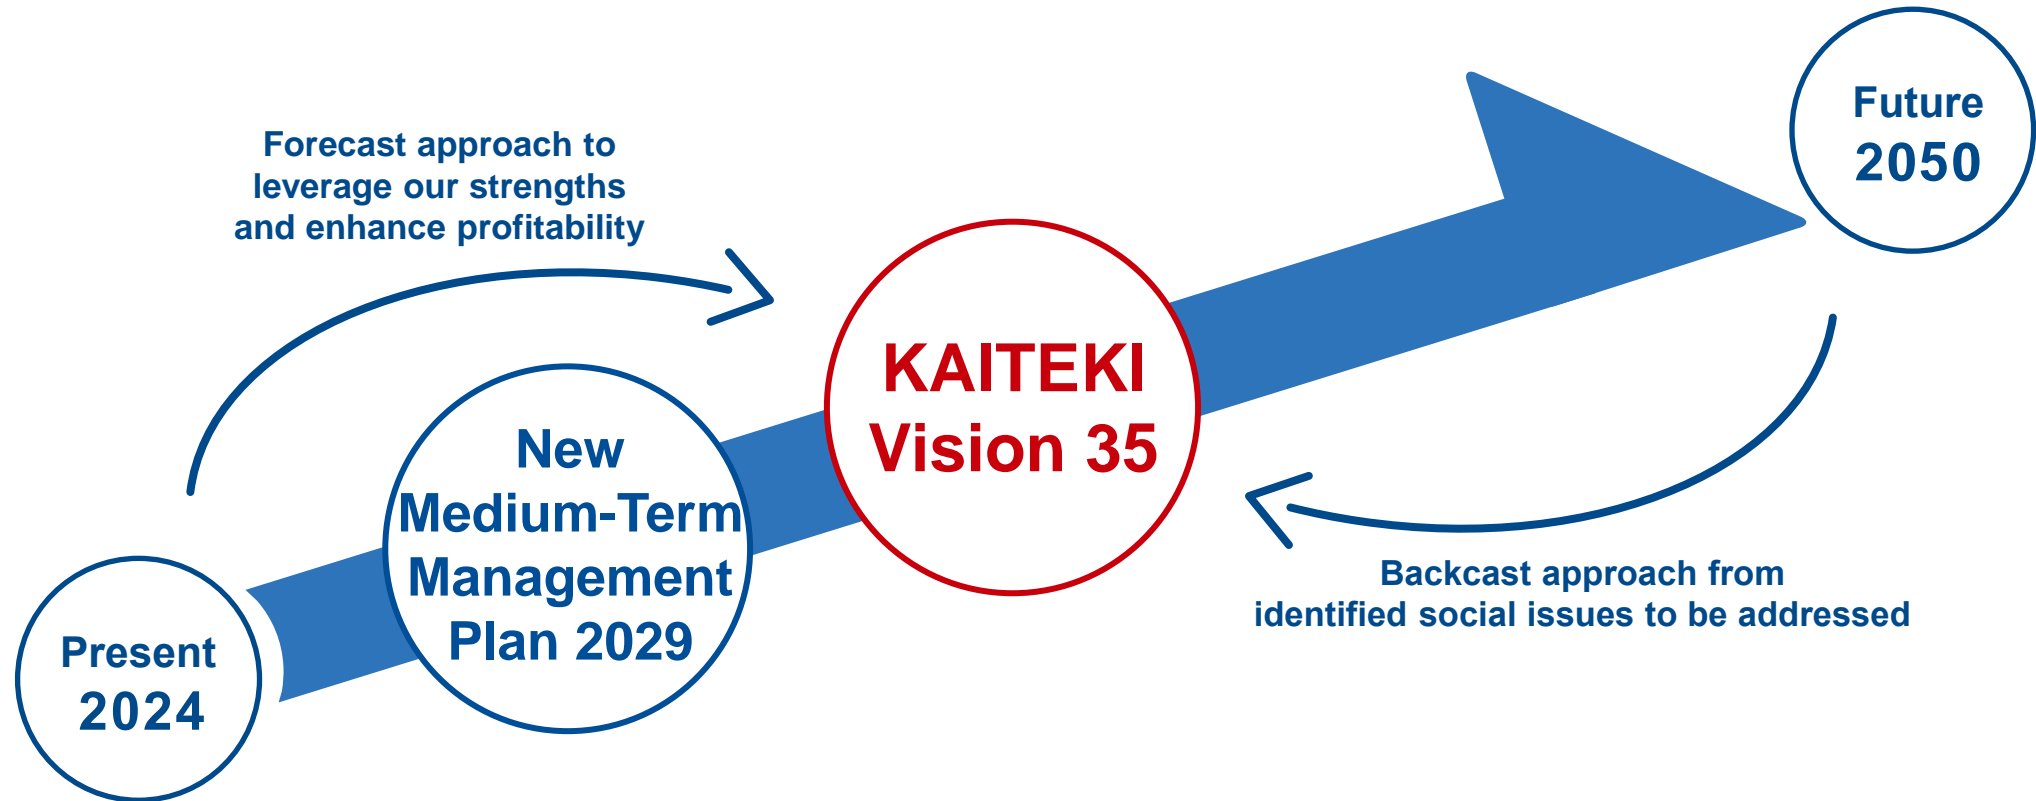 Forecast approach to
leverage our strengths
and enhance profitability
Future
2050
KAITEKI
Vision 35
New
Medium-Term
Management
Plan 2029
Present
2024
Backcast approach from
identified social issues to be addressed